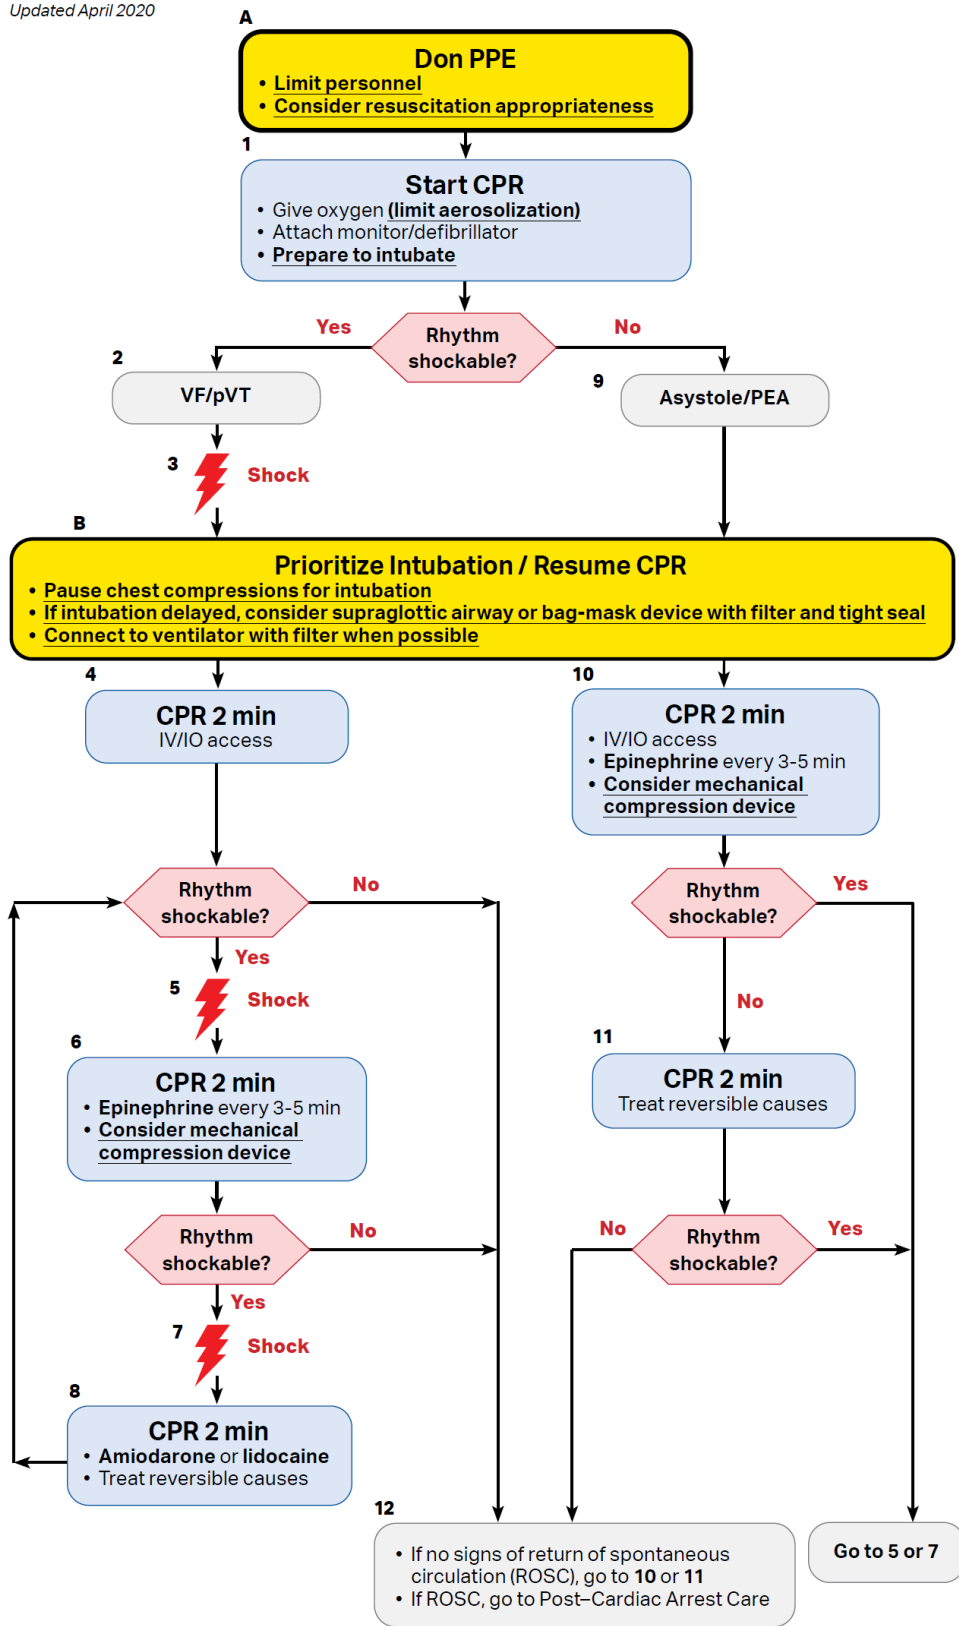 Updated April 2020
A
Don PPE
• Limit personnel
• Consider resuscitation appropriateness
1
Start CPR
• Give oxygen (limit aerosolization)
• Attach monitor/defibrillator
• Prepare to intubate
Rhythm
shockable?
Yes
No
2
VF/pVT
9
Asystole/PEA
3
Shock
B
Prioritize Intubation / Resume CPR
• Pause chest compressions for intubation
• If intubation delayed, consider supraglottic airway or bag-mask device with filter and tight seal
• Connect to ventilator with filter when possible
4
CPR 2 min
IV/IO access
10
CPR 2 min
• IV/IO access
• Epinephrine every 3-5 min
• Consider mechanical
compression device
Rhythm
shockable?
No
Yes
Rhythm
shockable?
Yes
No
5
Shock
6
CPR 2 min
• Epinephrine every 3-5 min
• Consider mechanical
compression device
11
CPR 2 min
Treat reversible causes
Rhythm
shockable?
No
Yes
No
Rhythm
shockable?
Yes
7
Shock
8
CPR 2 min
• Amiodarone or lidocaine
• Treat reversible causes
12
• If no signs of return of spontaneous
circulation (ROSC), go to 10 or 11
• If ROSC, go to Post–Cardiac Arrest Care
Go to 5 or 7